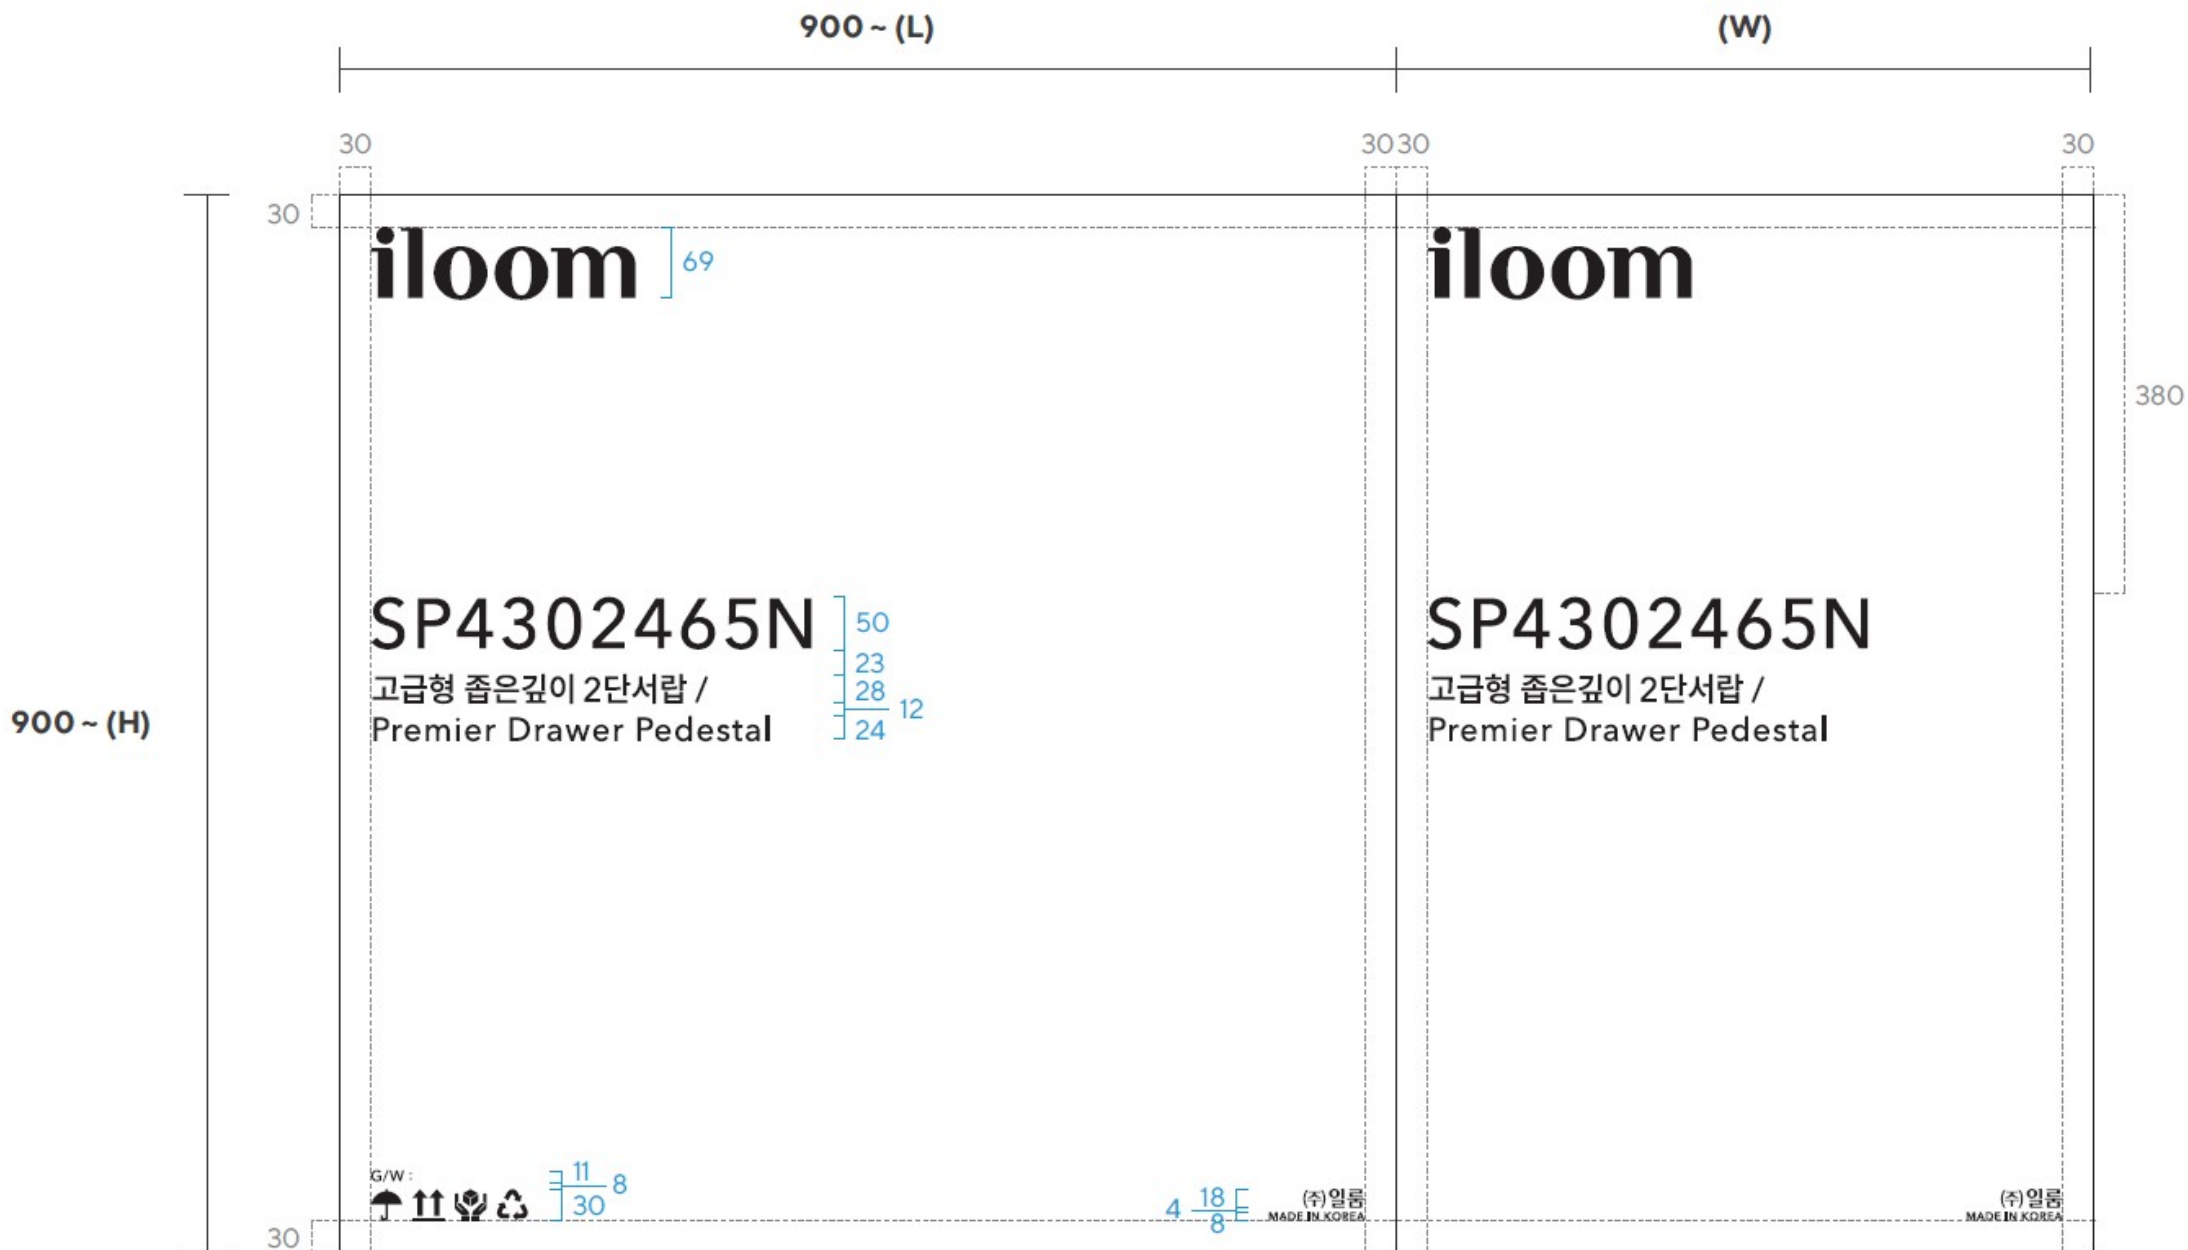 900 ~ (L)
(W)
30
30 30
30
30
iloom
69
iloom
380
SP4302465N
50
23
고급형 좁은깊이 2단서랍 /
28
12
Premier Drawer Pedestal
24
SP4302465N
고급형 좁은깊이 2단서랍 /
Premier Drawer Pedestal
900 ~ (H)
G/W :
11
8
30
18
4
8
(주)일룸
MADE IN KOREA
(주)일룸
MADE IN KOREA
30